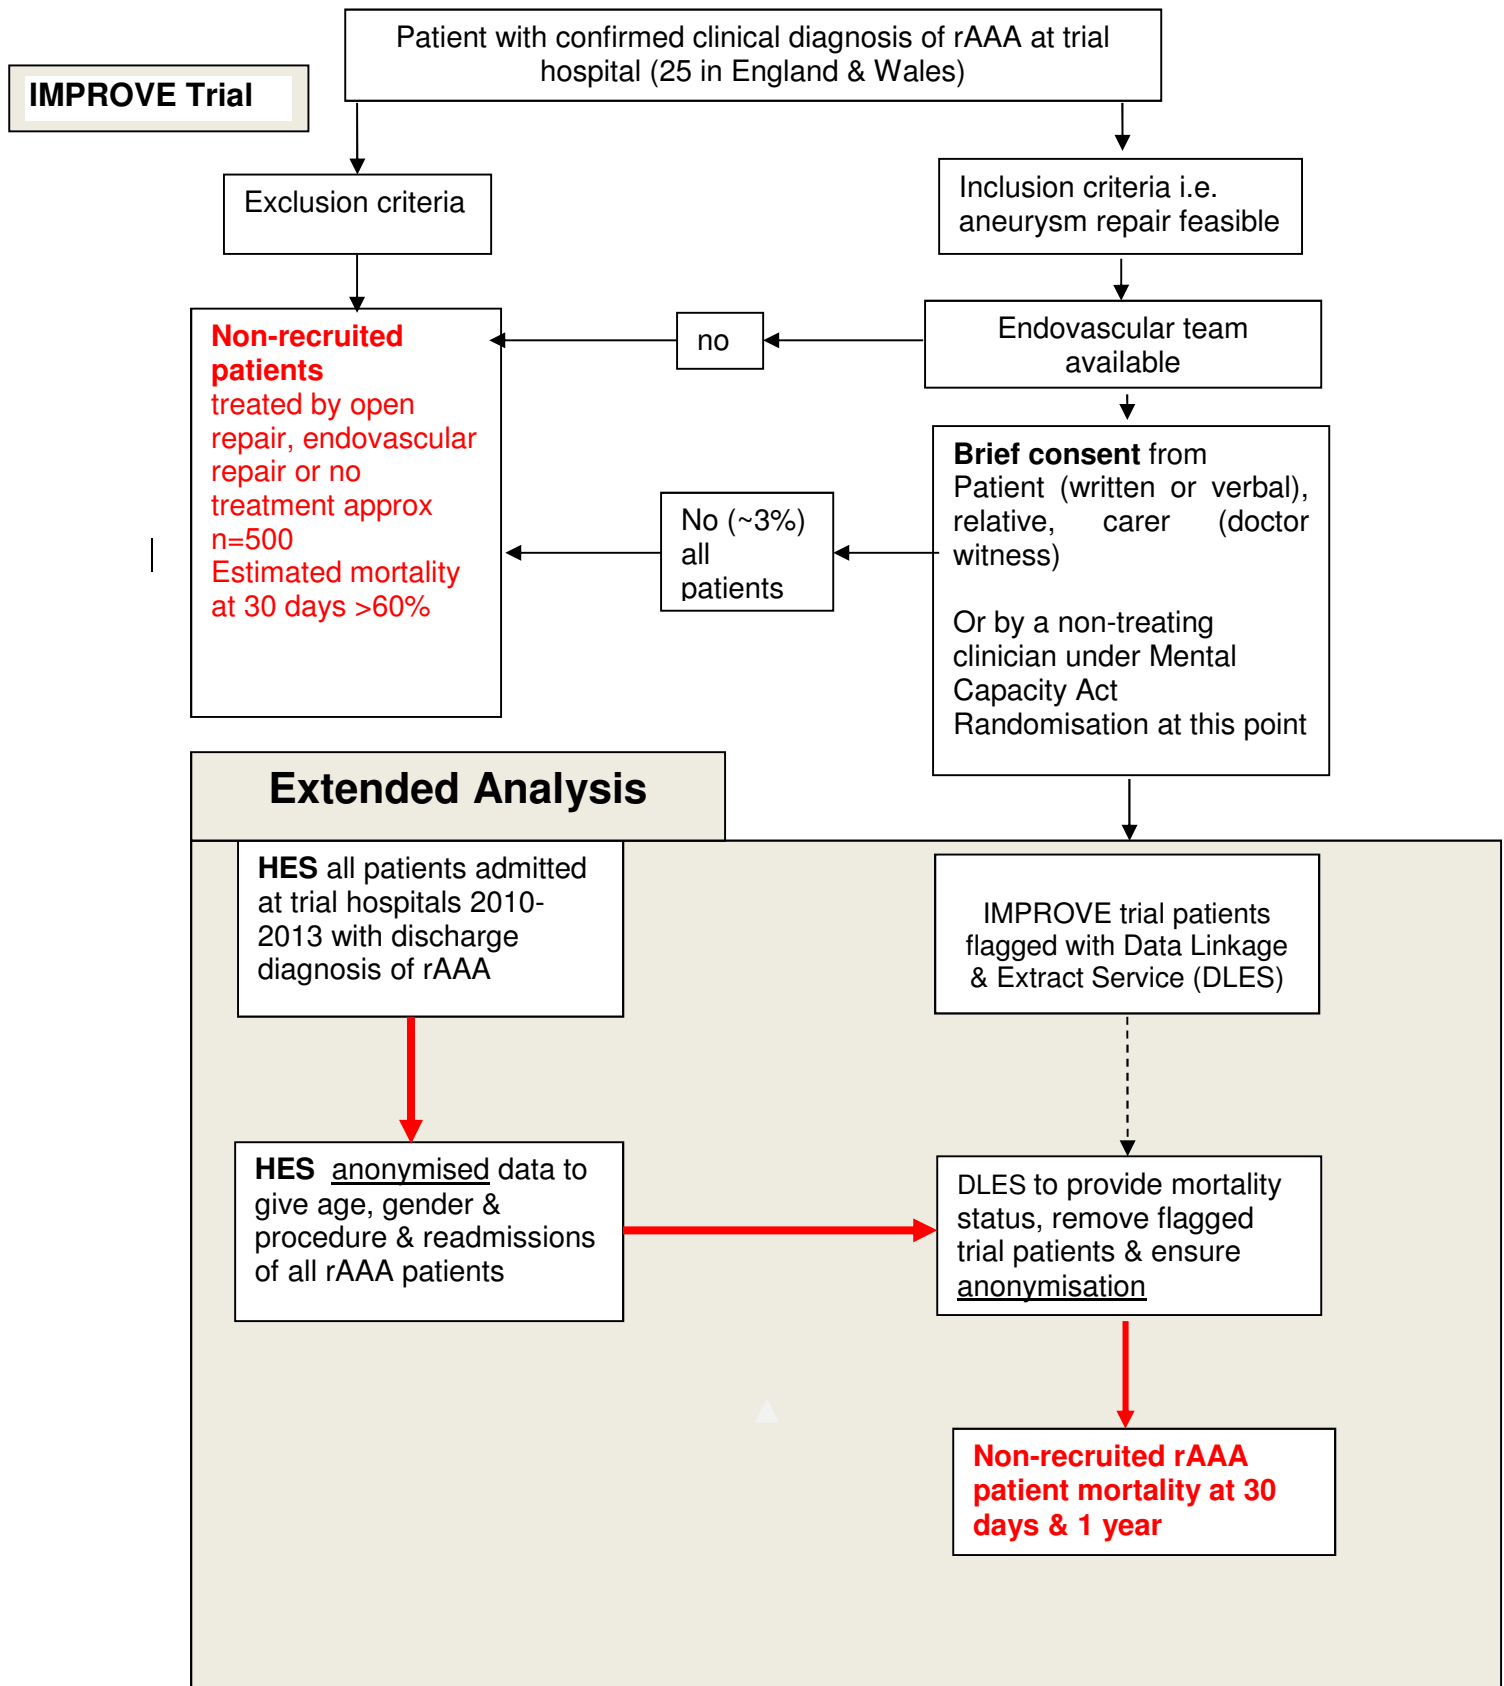 Patient with confirmed clinical diagnosis of rAAA at trial
hospital (25 in England & Wales)
IMPROVE Trial
Exclusion criteria
Inclusion criteria i.e.
aneurysm repair feasible
Non-recruited
patients
treated by open
repair, endovascular
repair or no
treatment approx
n=500
Estimated mortality
at 30 days >60%
no
Endovascular team
available
No (~3%)
all
patients
Brief consent from
Patient (written or verbal),
relative, carer (doctor
witness)
Or by a non-treating
clinician under Mental
Capacity Act
Randomisation at this point
Extended Analysis
HES all patients admitted
at trial hospitals 2010-
2013 with discharge
diagnosis of rAAA
IMPROVE trial patients
flagged with Data Linkage
& Extract Service (DLES)
HES anonymised data to
give age, gender &
procedure & readmissions
of all rAAA patients
DLES to provide mortality
status, remove flagged
trial patients & ensure
anonymisation
Non-recruited rAAA
patient mortality at 30
days & 1 year